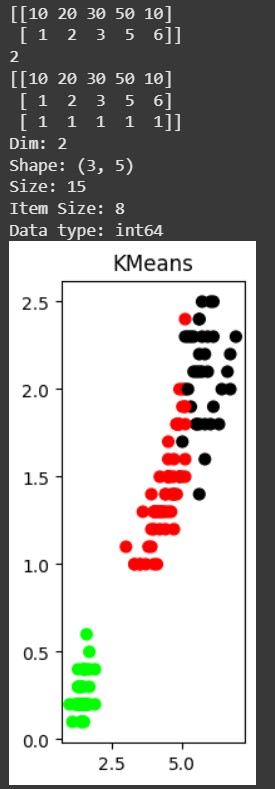 [[10 20 30 50 10]
 [ 1  2  3  5  6]]
2
[[10 20 30 50 10]
 [ 1  2  3  5  6]
 [ 1  1  1  1  1]]
Dim: 2
Shape: (3, 5)
Size: 15
Item Size: 8
Data type: int64
KMeans
2.5
2.0
1.5
1.0
0.5
0.0
2.5 5.0